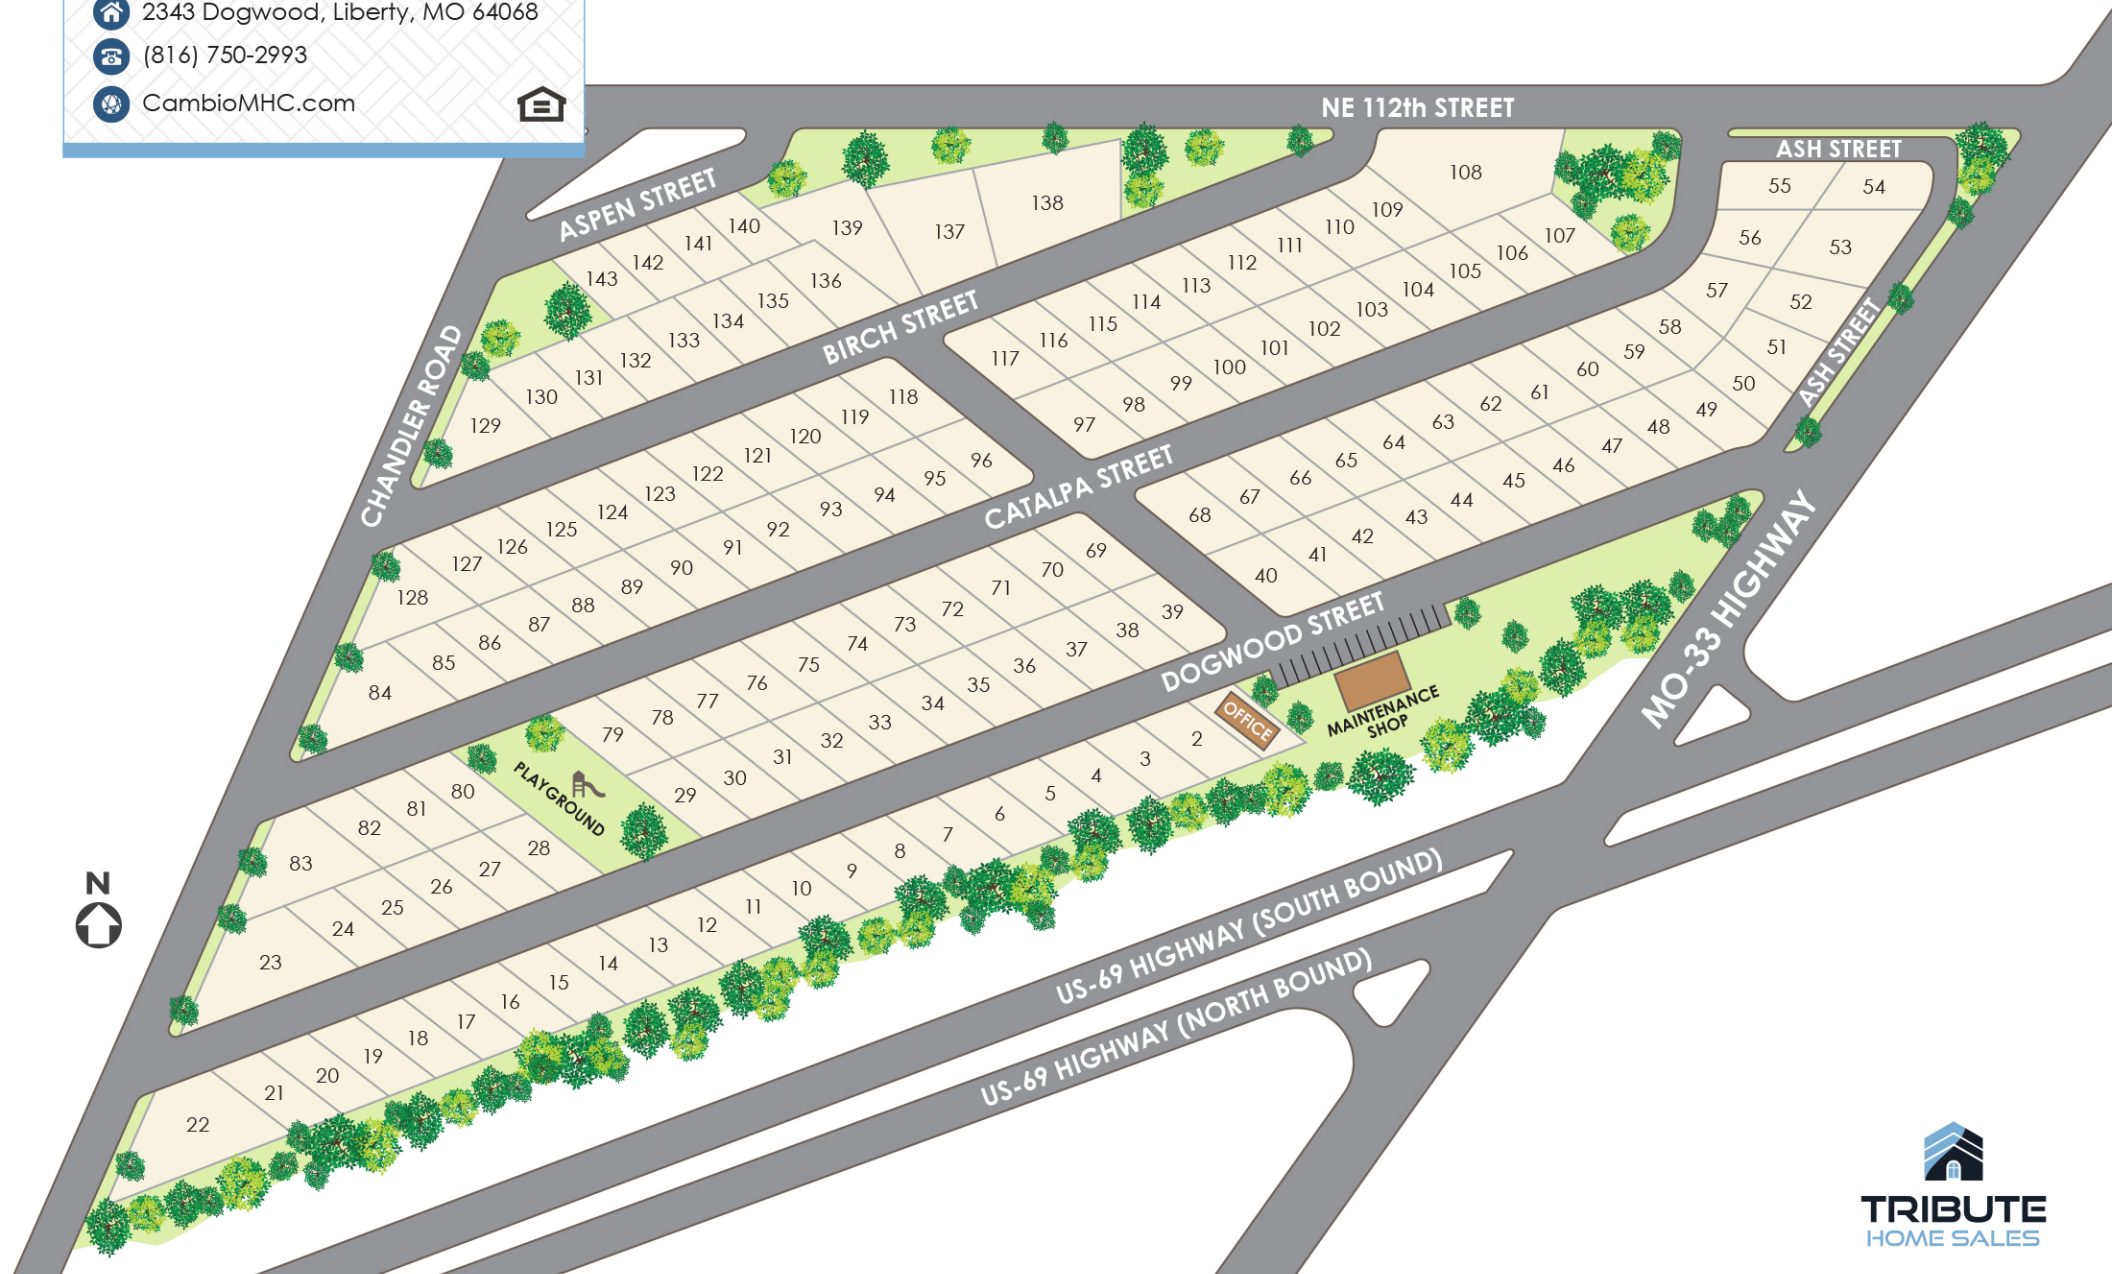 2343 Dogwood, Liberty, MO 64068
(816) 750-2993
CambioMHC.com
NE 112th STREET
ASH STREET
ASPEN STREET
BIRCH STREET
CHANDLER ROAD
CATALPA STREET
ASH STREET
DOGWOOD STREET
MO-33 HIGHWAY
OFFICE
MAINTENANCE
SHOP
PLAYGROUND
US-69 HIGHWAY (SOUTH BOUND)
US-69 HIGHWAY (NORTH BOUND)
N
143 142 141 140 139 137 138
129 130 131 132 133 134 135 136
117 116 115 114 113 112 111 110 109 108
97 98 99 100 101 102 103 104 105 106 107
55 54
56 53
57 52
58 51
128 127 126 125 124 123 122 121 120 119 118
84 85 86 87 88 89 90 91 92 93 94 95 96
68 67 66 65 64 63 62 61 60 59
40 41 42 43 44 45 46 47 48 49 50
83 82 81 80
79 78 77 76 75 74 73 72 71 70 69
23 24 25 26 27 28
29 30 31 32 33 34 35 36 37 38 39
22 21 20 19 18 17 16 15 14 13 12 11 10 9 8 7 6 5 4 3 2
TRIBUTE
HOME SALES